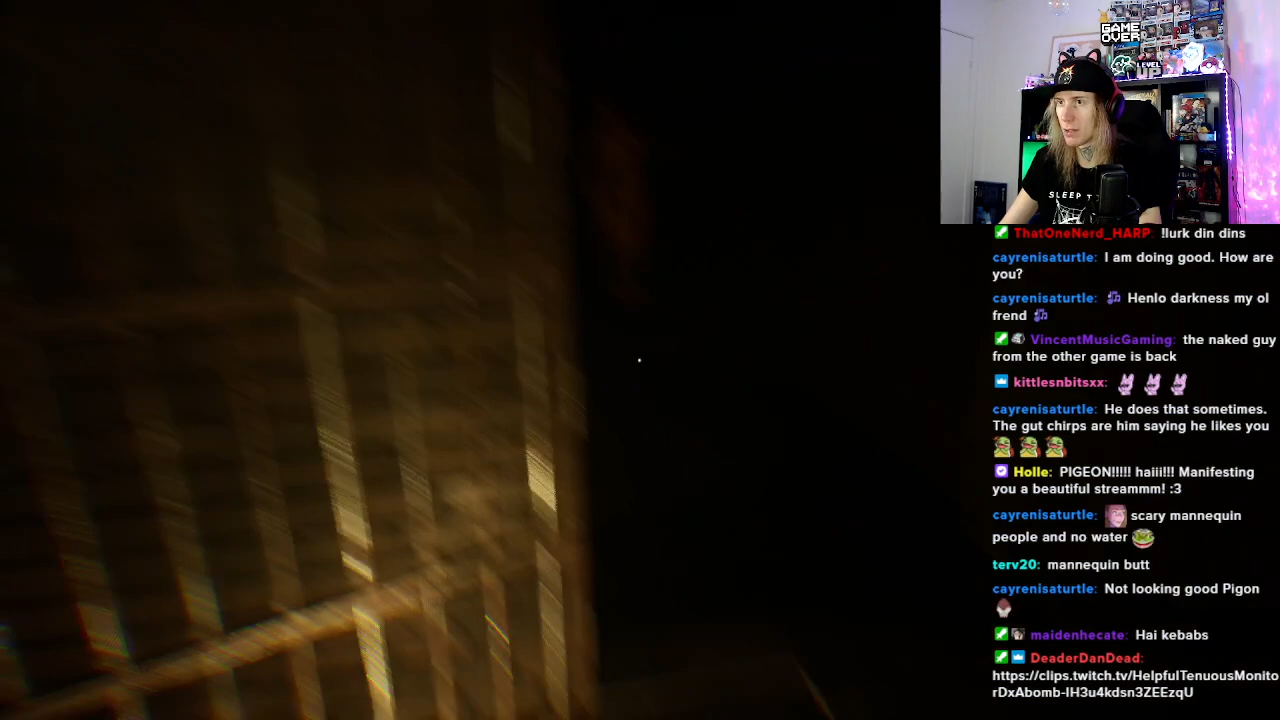 GAME
OVER
LEVEL
UP
SLEEP T
ThatOneNerd_HARP: !lurk din dins
cayrenisaturtle: I am doing good. How are
you?
cayrenisaturtle: 🎶 Henlo darkness my ol
frend 🎶
VincentMusicGaming: the naked guy
from the other game is back
kittlesnbitsxx:
cayrenisaturtle: He does that sometimes.
The gut chirps are him saying he likes you
Holle: PIGEON!!!!! haiii!!! Manifesting
you a beautiful streammm! :3
cayrenisaturtle: scary mannequin
people and no water
terv20: mannequin butt
cayrenisaturtle: Not looking good Pigon
maidenhecate: Hai kebabs
DeaderDanDead:
https://clips.twitch.tv/HelpfulTenuousMonito
rDxAbomb-IH3u4kdsn3ZEEzqU